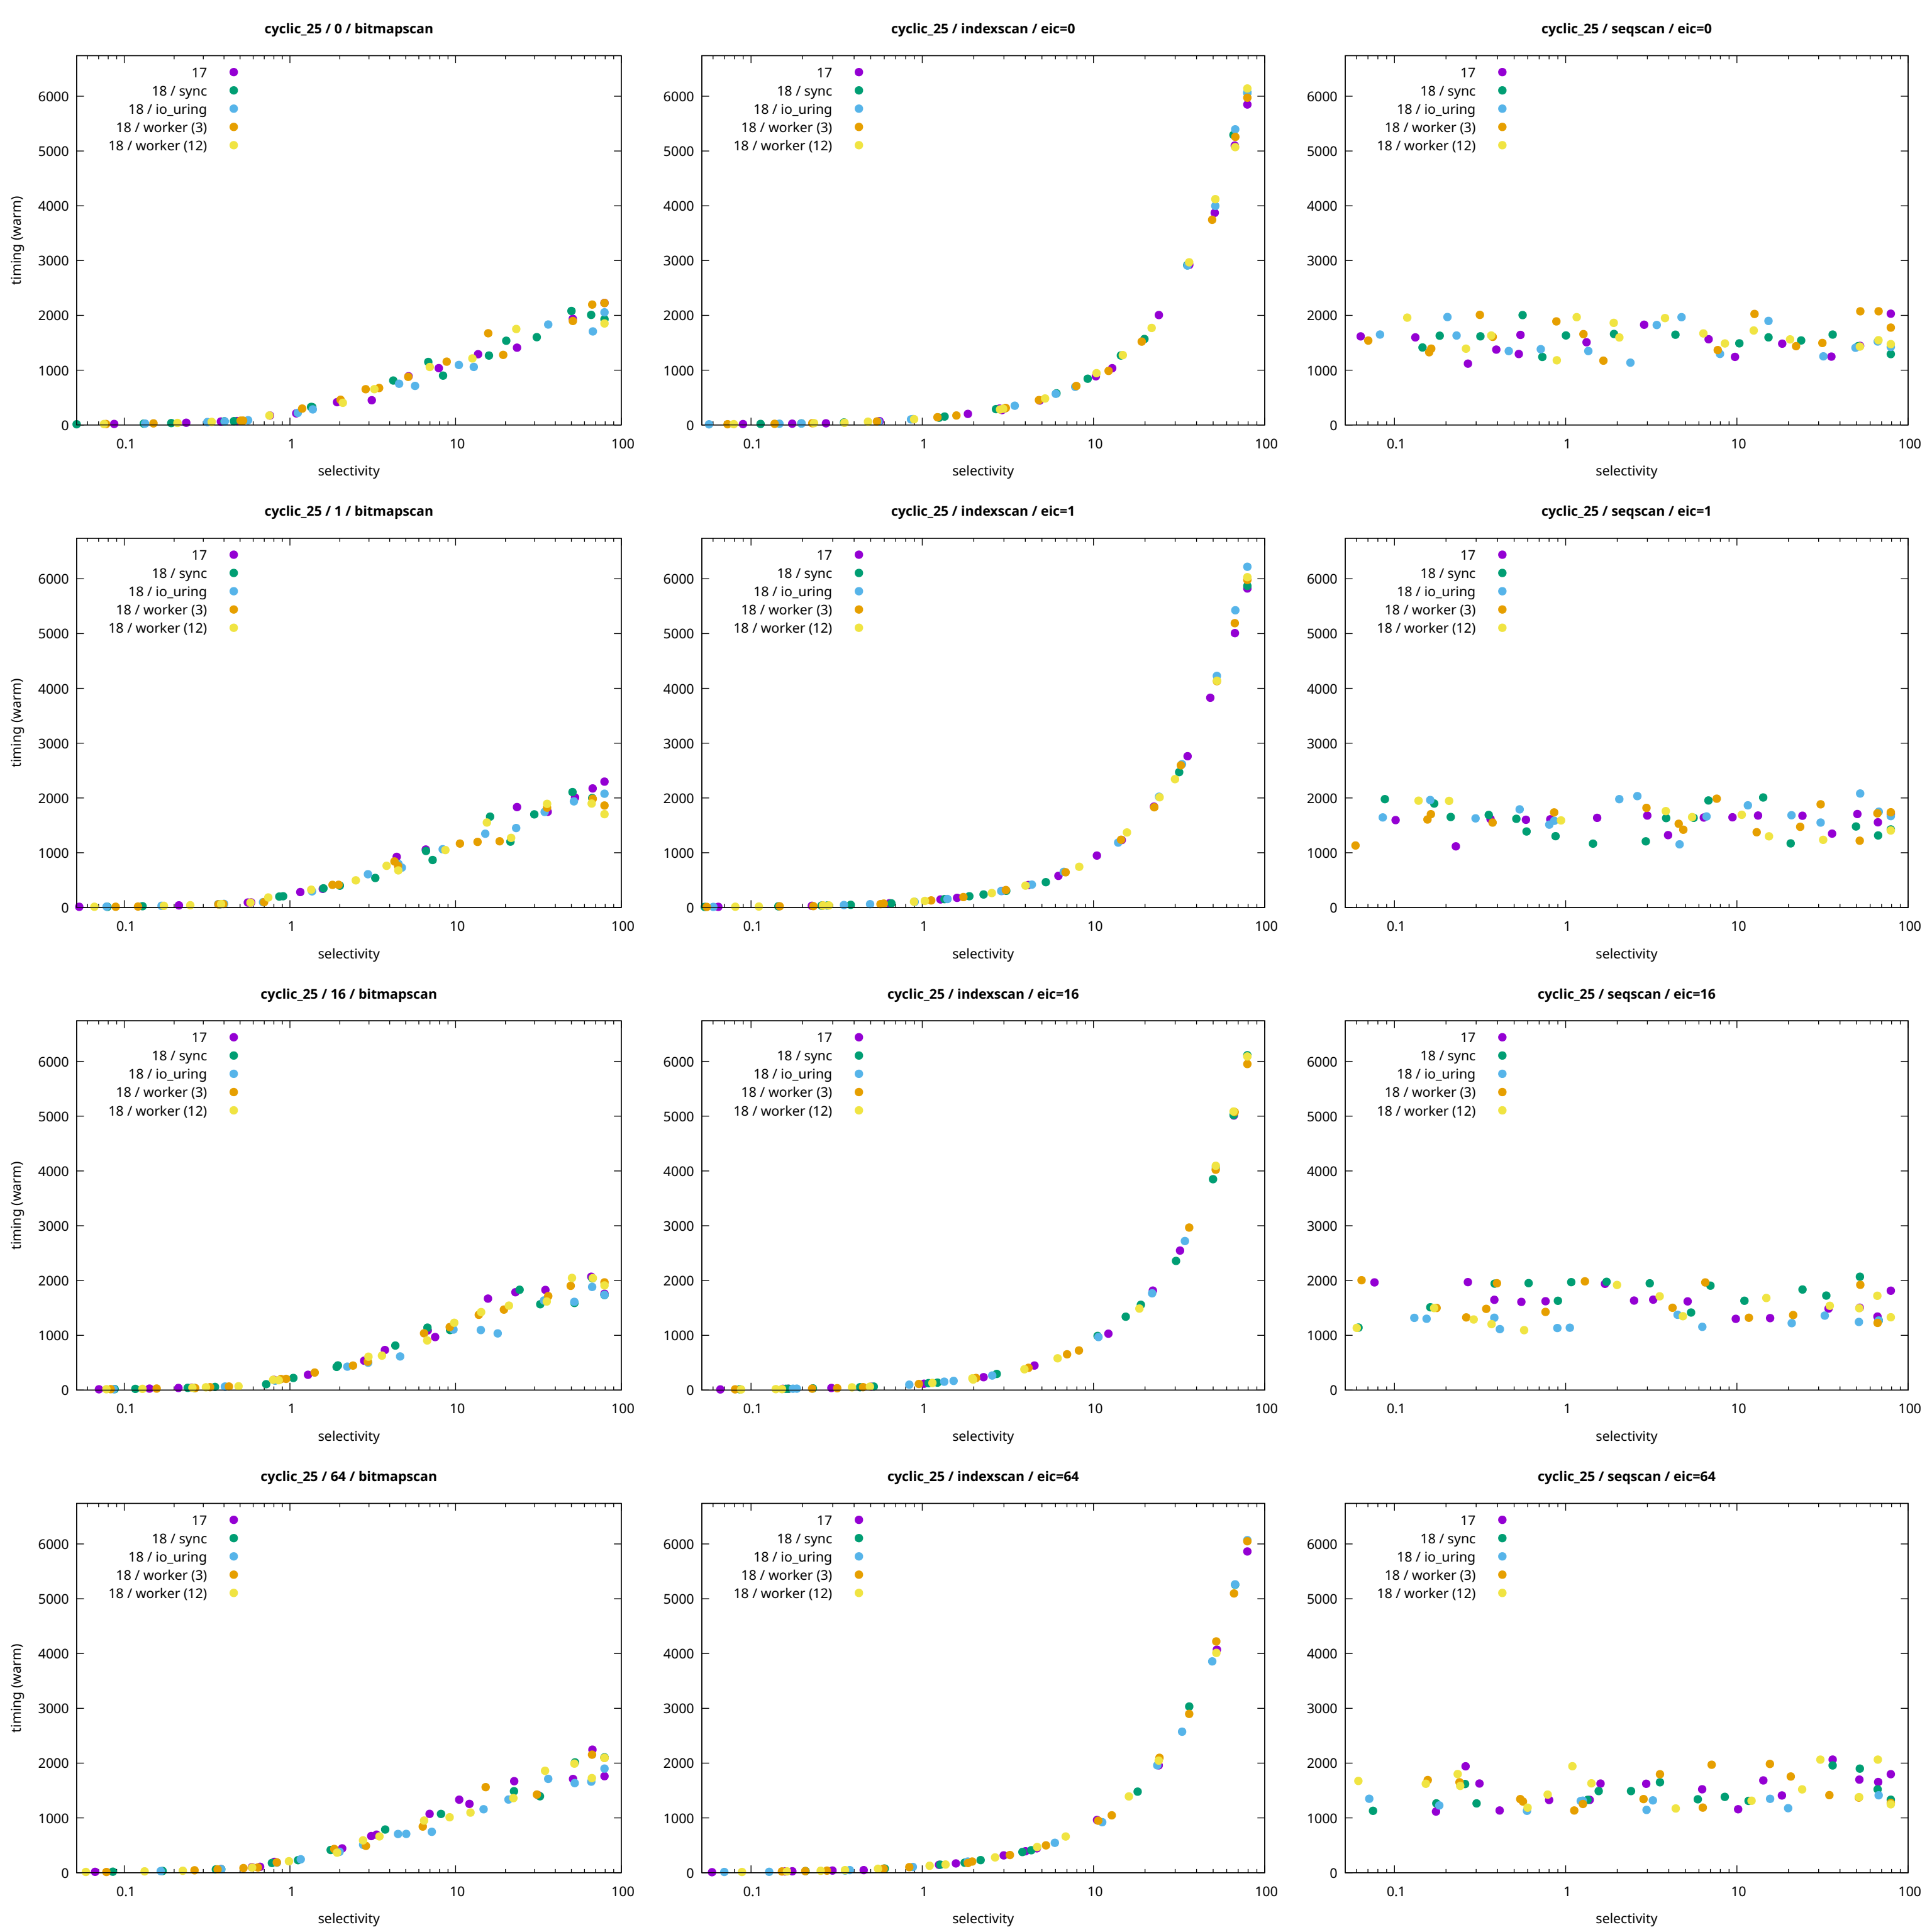 cyclic_25 / 0 / bitmapscan
17
18 / sync
18 / io_uring
18 / worker (3)
18 / worker (12)
timing (warm)
6000
5000
4000
3000
2000
1000
0
0.1 1 10 100
selectivity
cyclic_25 / indexscan / eic=0
17
18 / sync
18 / io_uring
18 / worker (3)
18 / worker (12)
6000
5000
4000
3000
2000
1000
0
0.1 1 10 100
selectivity
cyclic_25 / seqscan / eic=0
17
18 / sync
18 / io_uring
18 / worker (3)
18 / worker (12)
6000
5000
4000
3000
2000
1000
0
0.1 1 10 100
selectivity
cyclic_25 / 1 / bitmapscan
17
18 / sync
18 / io_uring
18 / worker (3)
18 / worker (12)
timing (warm)
6000
5000
4000
3000
2000
1000
0
0.1 1 10 100
selectivity
cyclic_25 / indexscan / eic=1
17
18 / sync
18 / io_uring
18 / worker (3)
18 / worker (12)
6000
5000
4000
3000
2000
1000
0
0.1 1 10 100
selectivity
cyclic_25 / seqscan / eic=1
17
18 / sync
18 / io_uring
18 / worker (3)
18 / worker (12)
6000
5000
4000
3000
2000
1000
0
0.1 1 10 100
selectivity
cyclic_25 / 16 / bitmapscan
17
18 / sync
18 / io_uring
18 / worker (3)
18 / worker (12)
timing (warm)
6000
5000
4000
3000
2000
1000
0
0.1 1 10 100
selectivity
cyclic_25 / indexscan / eic=16
17
18 / sync
18 / io_uring
18 / worker (3)
18 / worker (12)
6000
5000
4000
3000
2000
1000
0
0.1 1 10 100
selectivity
cyclic_25 / seqscan / eic=16
17
18 / sync
18 / io_uring
18 / worker (3)
18 / worker (12)
6000
5000
4000
3000
2000
1000
0
0.1 1 10 100
selectivity
cyclic_25 / 64 / bitmapscan
17
18 / sync
18 / io_uring
18 / worker (3)
18 / worker (12)
timing (warm)
6000
5000
4000
3000
2000
1000
0
0.1 1 10 100
selectivity
cyclic_25 / indexscan / eic=64
17
18 / sync
18 / io_uring
18 / worker (3)
18 / worker (12)
6000
5000
4000
3000
2000
1000
0
0.1 1 10 100
selectivity
cyclic_25 / seqscan / eic=64
17
18 / sync
18 / io_uring
18 / worker (3)
18 / worker (12)
6000
5000
4000
3000
2000
1000
0
0.1 1 10 100
selectivity